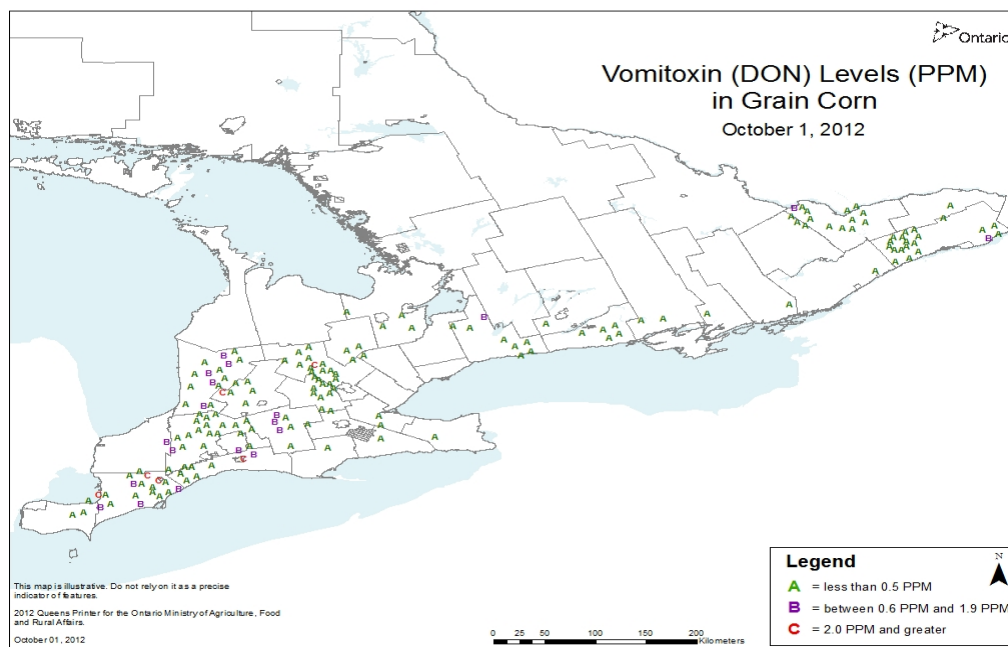 Ontario
Vomitoxin (DON) Levels (PPM)
in Grain Corn
October 1, 2012
N
Legend
A = less than 0.5 PPM
B = between 0.6 PPM and 1.9 PPM
C = 2.0 PPM and greater
This map is illustrative. Do not rely on it as a precise
indicator of features.
2012 Queens Printer for the Ontario Ministry of Agriculture, Food
and Rural Affairs.
October 01, 2012
0 25 50 100 150 200
Kilometers